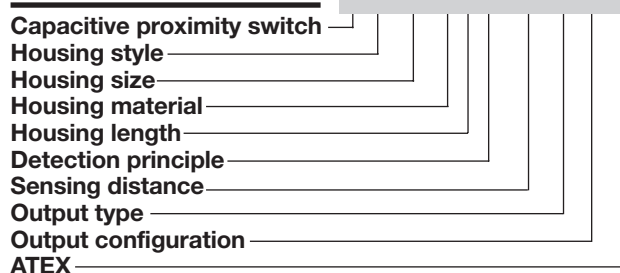 Capacitive proximity switch
Housing style
Housing size
Housing material
Housing length
Detection principle
Sensing distance
Output type
Output configuration
ATEX